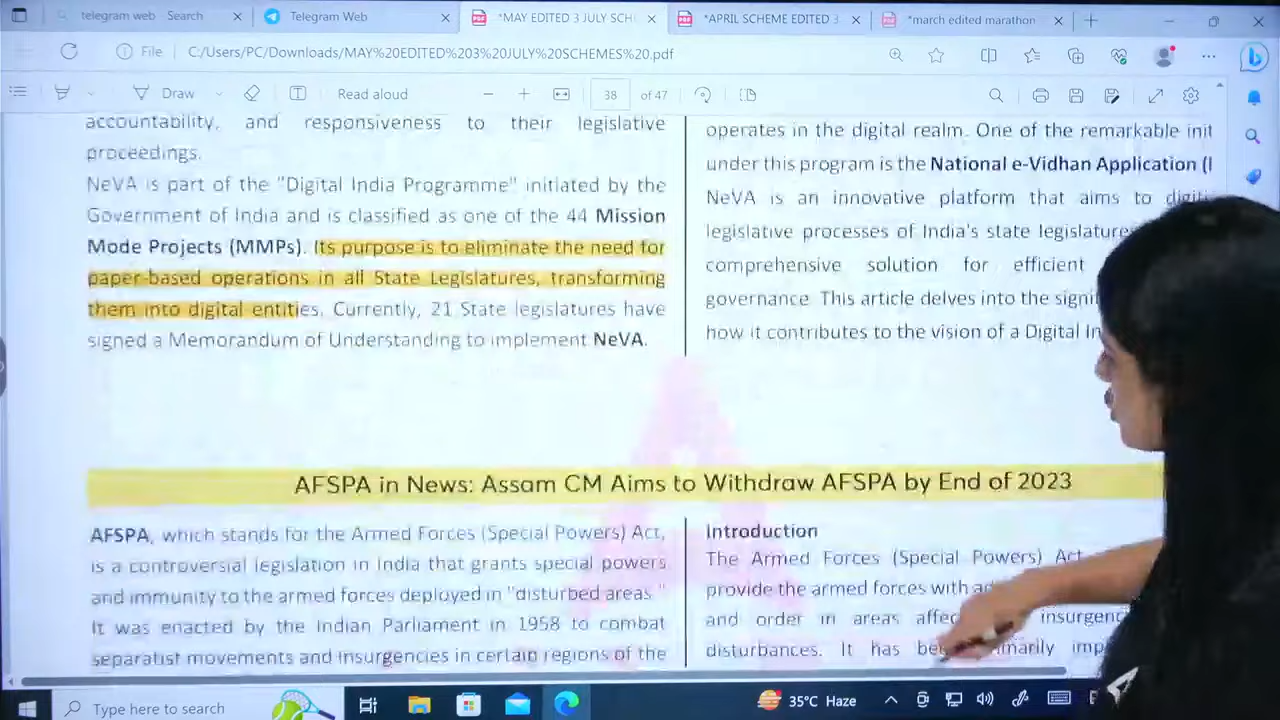 telegram web - Search
Telegram Web
*MAY EDITED 3 JULY SCHE
*APRIL SCHEME EDITED 3
*march edited marathon
File
C:/Users/PC/Downloads/MAY%20EDITED%203%20JULY%20SCHEMES%20.pdf
Draw
Read aloud
38
of 47
accountability, and responsiveness to their legislative
proceedings.
NeVA is part of the "Digital India Programme" initiated by the
Government of India and is classified as one of the 44 Mission
Mode Projects (MMPs). Its purpose is to eliminate the need for
paper-based operations in all State Legislatures, transforming
them into digital entities. Currently, 21 State legislatures have
signed a Memorandum of Understanding to implement NeVA.
operates in the digital realm. One of the remarkable init
under this program is the National e-Vidhan Application (
NeVA is an innovative platform that aims to digiti
legislative processes of India's state legislatures
comprehensive solution for efficient
governance. This article delves into the signi
how it contributes to the vision of a Digital In
AFSPA in News: Assam CM Aims to Withdraw AFSPA by End of 2023
AFSPA, which stands for the Armed Forces (Special Powers) Act,
is a controversial legislation in India that grants special powers
and immunity to the armed forces deployed in "disturbed areas."
It was enacted by the Indian Parliament in 1958 to combat
separatist movements and insurgencies in certain regions of the
Introduction
The Armed Forces (Special Powers) Act
provide the armed forces with ad
and order in areas affec insurgenc
disturbances. It has bee marily imp
Type here to search
35°C Haze